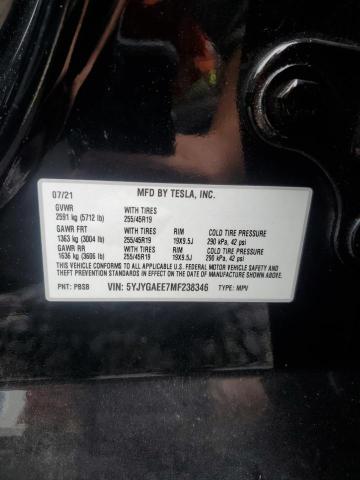 07/21 MFD BY TESLA, INC.
GVWR WITH TIRES
2591 kg (5712 lb) 255/45R19
GAWR FRT WITH TIRES RIM COLD TIRE PRESSURE
1363 kg (3004 lb) 255/45R19 19X9.5J 290 kPa, 42 psi
GAWR RR WITH TIRES RIM COLD TIRE PRESSURE
1636 kg (3606 lb) 255/45R19 19X9.5J 290 kPa, 42 psi
THIS VEHICLE CONFORMS TO ALL APPLICABLE U.S. FEDERAL MOTOR VEHICLE SAFETY AND
THEFT PREVENTION STANDARDS IN EFFECT ON THE DATE OF MANUFACTURE SHOWN ABOVE.
PNT: PBSB VIN: 5YJYGAEE7MF238346 TYPE: MPV